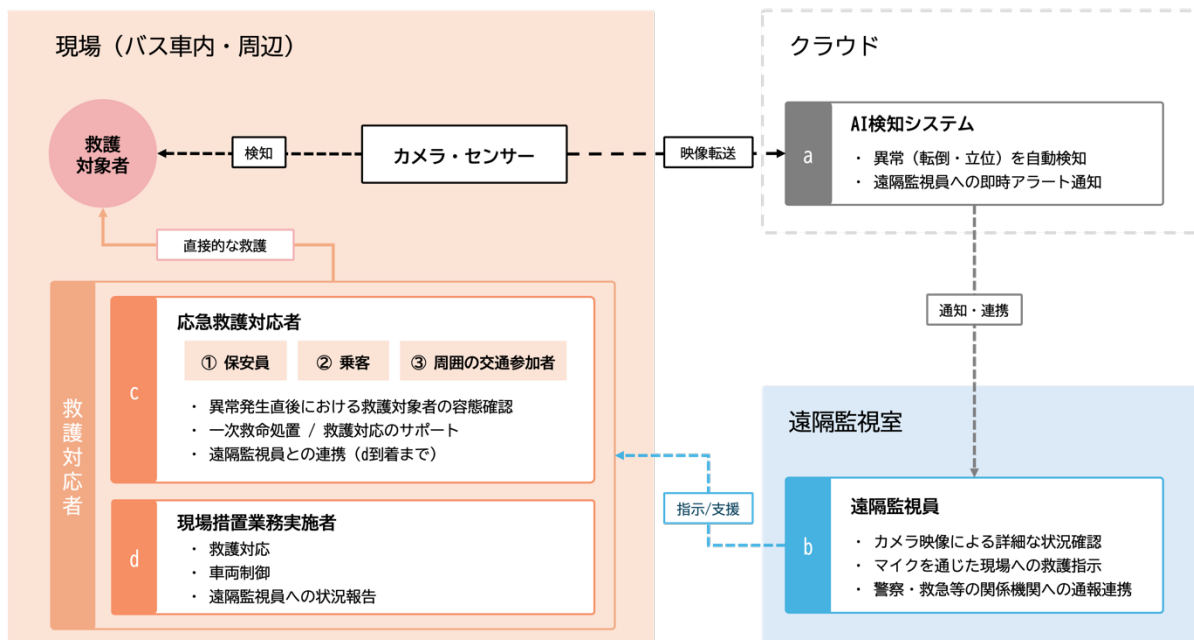 現場（バス車内・周辺）
救護
対象者
検知
カメラ・センサー
映像転送
クラウド
a
AI検知システム
・ 異常（転倒・立位）を自動検知
・ 遠隔監視員への即時アラート通知
直接的な救護
通知・連携
救護対応者
c
応急救護対応者
① 保安員
② 乗客
③ 周囲の交通参加者
・ 異常発生直後における救護対象者の容態確認
・ 一次救命処置 / 救護対応のサポート
・ 遠隔監視員との連携（d到着まで）
d
現場措置業務実施者
・ 救護対応
・ 車両制御
・ 遠隔監視員への状況報告
指示/支援
遠隔監視室
b
遠隔監視員
・ カメラ映像による詳細な状況確認
・ マイクを通じた現場への救護指示
・ 警察・救急等の関係機関への通報連携